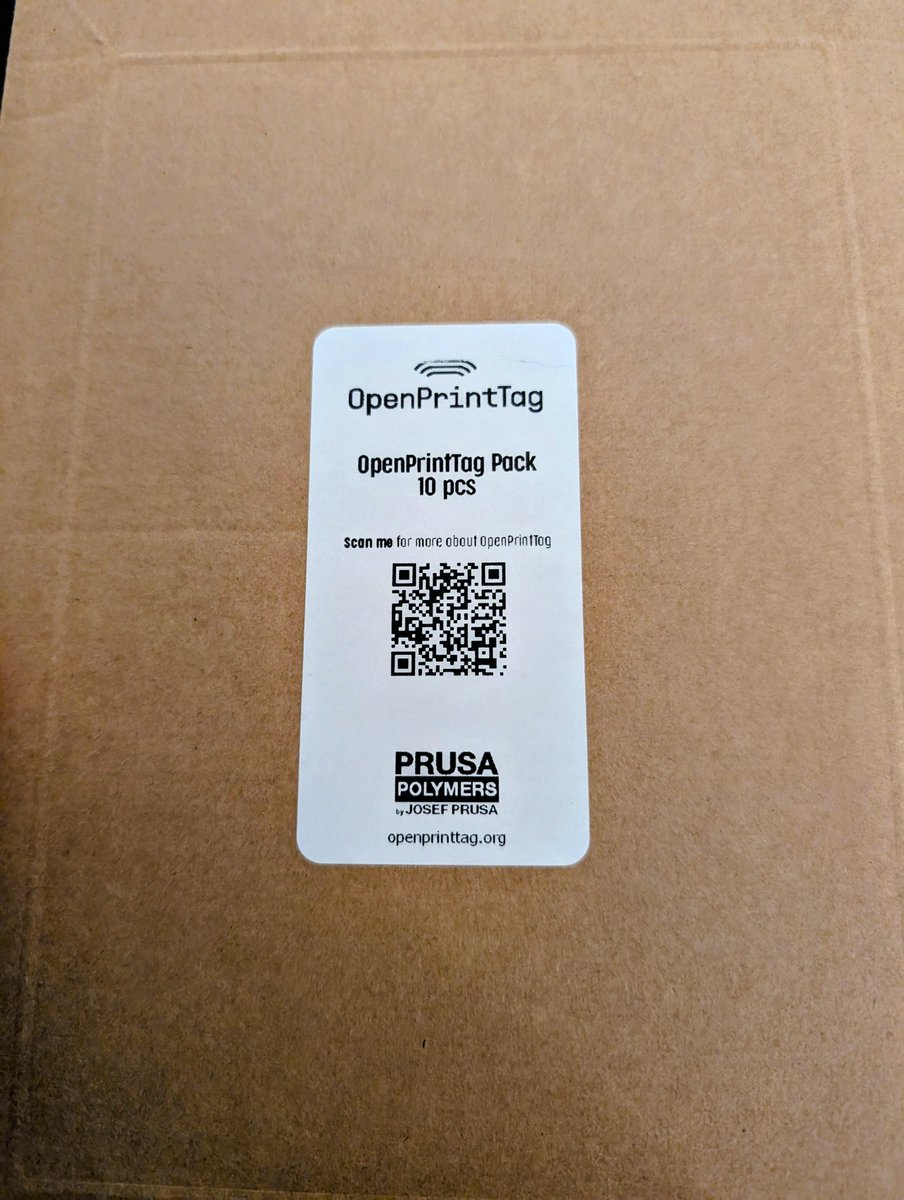 OpenPrintTag
OpenPrintTag Pack
10 pcs
Scan me for more about OpenPrintTag
PRUSA
POLYMERS
by JOSEF PRUSA
openprinttag.org